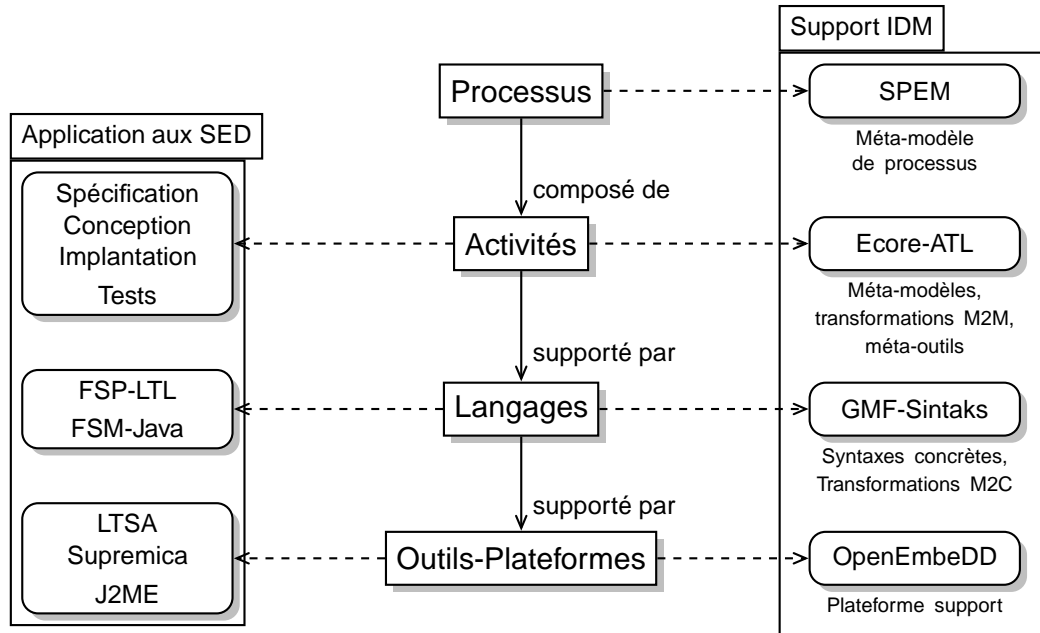 Support IDM
Processus
SPEM
Méta-modèle
de processus
Application aux SED
Spécification
Conception
Implantation
Tests
composé de
Activités
Ecore-ATL
Méta-modèles,
transformations M2M,
méta-outils
supporté par
FSP-LTL
FSM-Java
Langages
GMF-Sintaks
Syntaxes concrètes,
Transformations M2C
supporté par
LTSA
Supremica
J2ME
Outils-Plateformes
OpenEmbeDD
Plateforme support